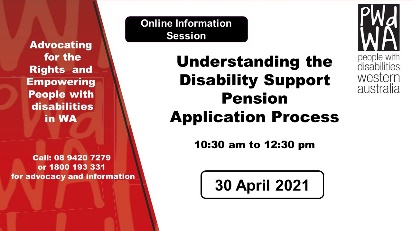 Advocating
for the
Rights and
Empowering
People with
disabilities
in WA
Call: 08 9420 7279
or 1800 193 331
for advocacy and information
Online Information
Session
Understanding the
Disability Support
Pension
Application Process
10:30 am to 12:30 pm
30 April 2021
PWd
WA
people with
disabilities
western
australia